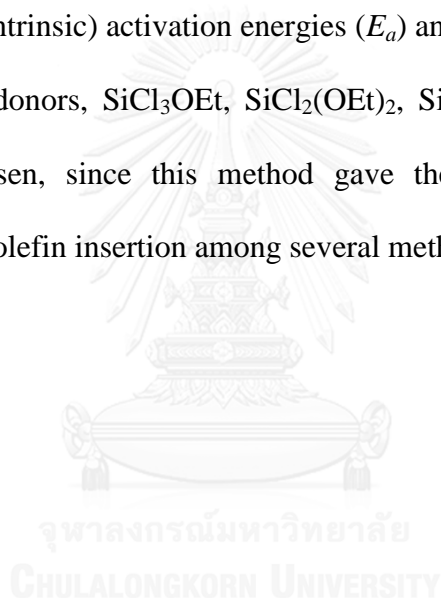 ntrinsic) activation energies (Eₐ) an
donors, SiCl₃OEt, SiCl₂(OEt)₂, Si
sen, since this method gave the
olefin insertion among several meth
จุฬาลงกรณ์มหาวิทยาลัย
CHULALONGKORN UNIVERSITY